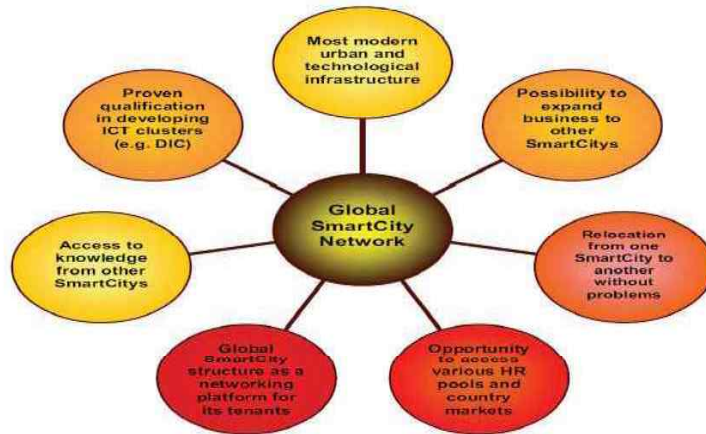 Most modern
urban and
technological
infrastructure
Proven
qualification
in developing
ICT clusters
(e.g. DIC)
Possibility to
expand
business to
other
SmartCitys
Global
SmartCity
Network
Access to
knowledge
from other
SmartCitys
Relocation
from one
SmartCity to
another
without
problems
Global
SmartCity
structure as a
networking
platform for
its tenants
Opportunity
to access
various HR
pools and
country
markets